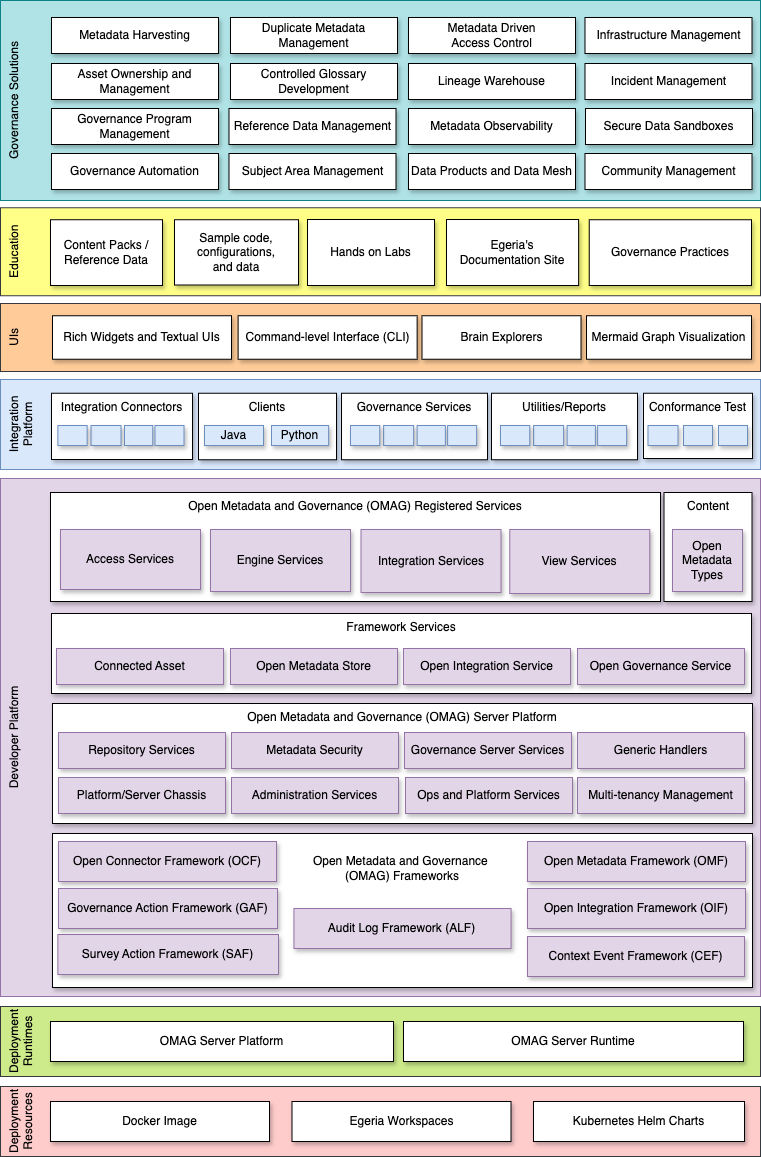 Governance Solutions
Metadata Harvesting
Duplicate Metadata
Management
Metadata Driven
Access Control
Infrastructure Management
Asset Ownership and
Management
Controlled Glossary
Development
Lineage Warehouse
Incident Management
Governance Program
Management
Reference Data Management
Metadata Observability
Secure Data Sandboxes
Governance Automation
Subject Area Management
Data Products and Data Mesh
Community Management
Education
Content Packs /
Reference Data
Sample code,
configurations,
and data
Hands on Labs
Egeria's
Documentation Site
Governance Practices
UIs
Rich Widgets and Textual UIs
Command-level Interface (CLI)
Brain Explorers
Mermaid Graph Visualization
Integration
Platform
Integration Connectors
Clients
Java
Python
Governance Services
Utilities/Reports
Conformance Test
Developer Platform
Open Metadata and Governance (OMAG) Registered Services
Access Services
Engine Services
Integration Services
View Services
Content
Open
Metadata
Types
Framework Services
Connected Asset
Open Metadata Store
Open Integration Service
Open Governance Service
Open Metadata and Governance (OMAG) Server Platform
Repository Services
Metadata Security
Governance Server Services
Generic Handlers
Platform/Server Chassis
Administration Services
Ops and Platform Services
Multi-tenancy Management
Open Metadata and Governance
(OMAG) Frameworks
Open Connector Framework (OCF)
Open Metadata Framework (OMF)
Governance Action Framework (GAF)
Audit Log Framework (ALF)
Open Integration Framework (OIF)
Survey Action Framework (SAF)
Context Event Framework (CEF)
Deployment
Runtimes
OMAG Server Platform
OMAG Server Runtime
Deployment
Resources
Docker Image
Egeria Workspaces
Kubernetes Helm Charts